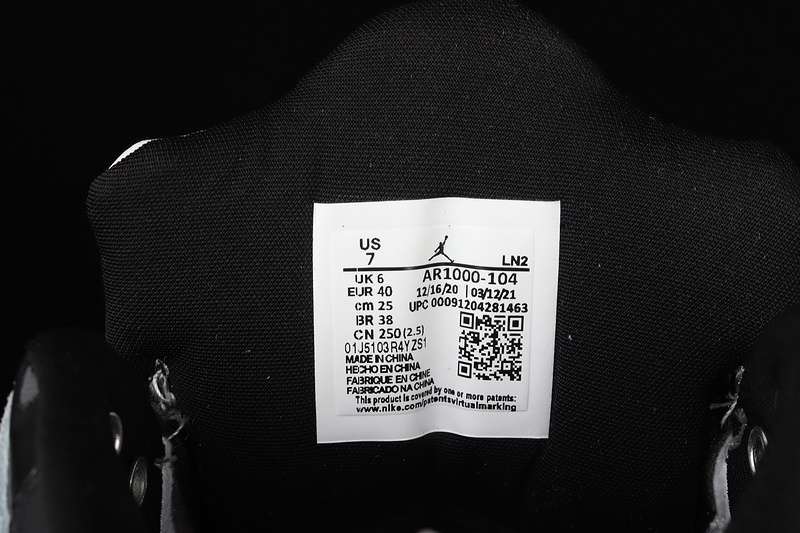 US
7
LN2
UK 6
AR1000-104
EUR 40
12/16/20 | 03/12/21
cm 25
UPC 00091204281463
BR 38
CN 250 (2.5)
01J5103R4YZS1
MADE IN CHINA
HECHO EN CHINA
FABRIQUE EN CHINE
FABRICADO NA CHINA
This product is covered by one or more patents:
www.nike.com/patentsvirtualmarking